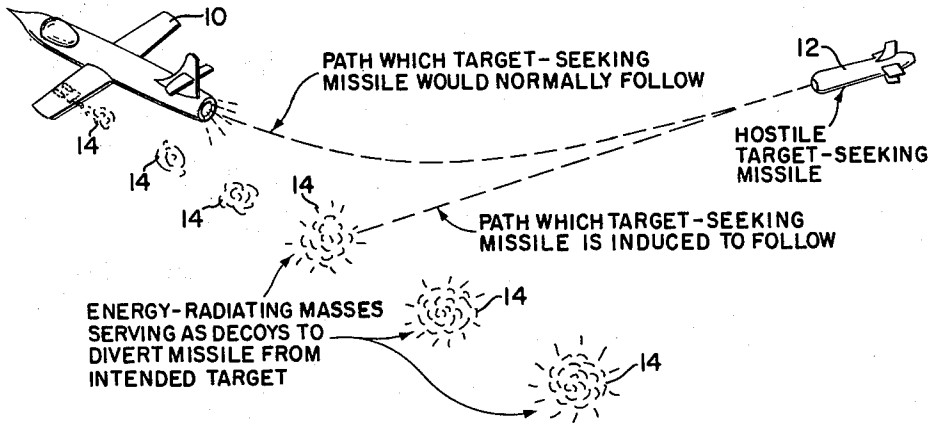 10
PATH WHICH TARGET-SEEKING
MISSILE WOULD NORMALLY FOLLOW
12
HOSTILE
TARGET-SEEKING
MISSILE
14
14
14
14
PATH WHICH TARGET-SEEKING
MISSILE IS INDUCED TO FOLLOW
ENERGY-RADIATING MASSES
SERVING AS DECOYS TO
DIVERT MISSILE FROM
INTENDED TARGET
14
14